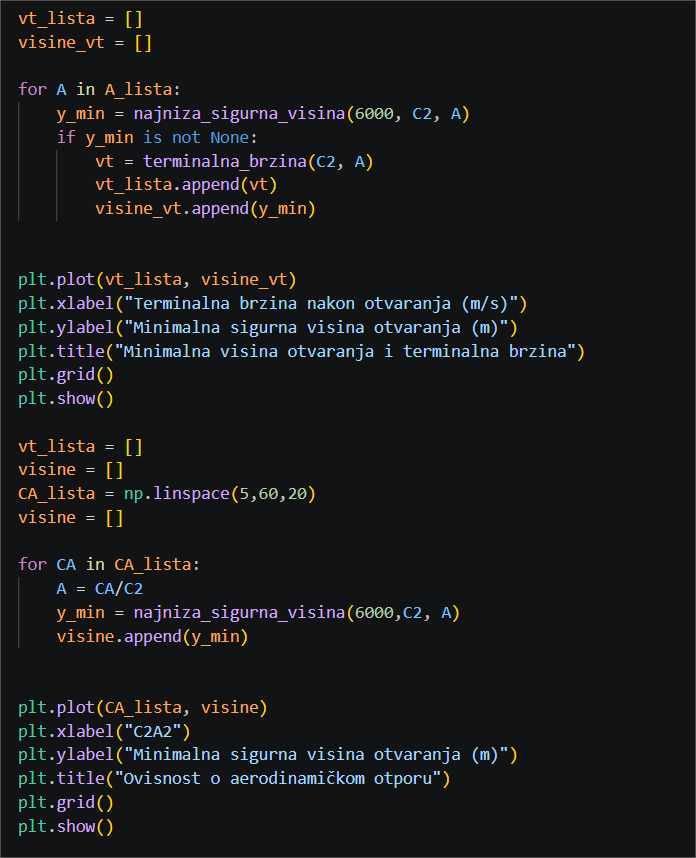 vt_lista = []
visine_vt = []
for A in A_lista:
    y_min = najniza_sigurna_visina(6000, C2, A)
    if y_min is not None:
        vt = terminalna_brzina(C2, A)
        vt_lista.append(vt)
        visine_vt.append(y_min)
plt.plot(vt_lista, visine_vt)
plt.xlabel("Terminalna brzina nakon otvaranja (m/s)")
plt.ylabel("Minimalna sigurna visina otvaranja (m)")
plt.title("Minimalna visina otvaranja i terminalna brzina")
plt.grid()
plt.show()
vt_lista = []
visine = []
CA_lista = np.linspace(5,60,20)
visine = []
for CA in CA_lista:
    A = CA/C2
    y_min = najniza_sigurna_visina(6000,C2, A)
    visine.append(y_min)
plt.plot(CA_lista, visine)
plt.xlabel("C2A2")
plt.ylabel("Minimalna sigurna visina otvaranja (m)")
plt.title("Ovisnost o aerodinamičkom otporu")
plt.grid()
plt.show()